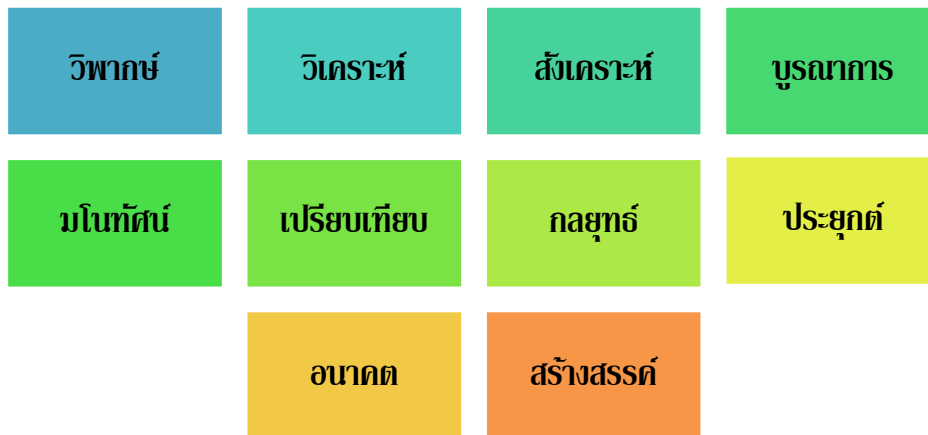 วิพากษ์
วิเคราะห์
สังเคราะห์
บูรณาการ
มโนทัศน์
เปรียบเทียบ
กลยุทธ์
ประยุกต์
อนาคต
สร้างสรรค์